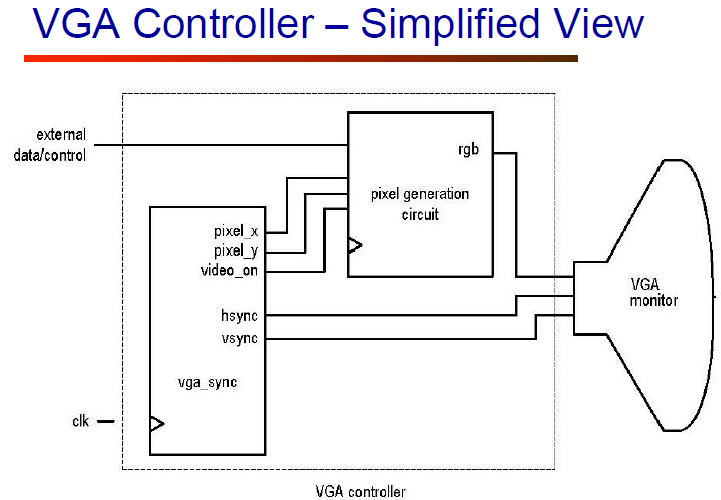 VGA Controller – Simplified View
external
data/control
rgb
pixel generation
circuit
pixel_x
pixel_y
video_on
hsync
vsync
vga_sync
clk
VGA
monitor
VGA controller